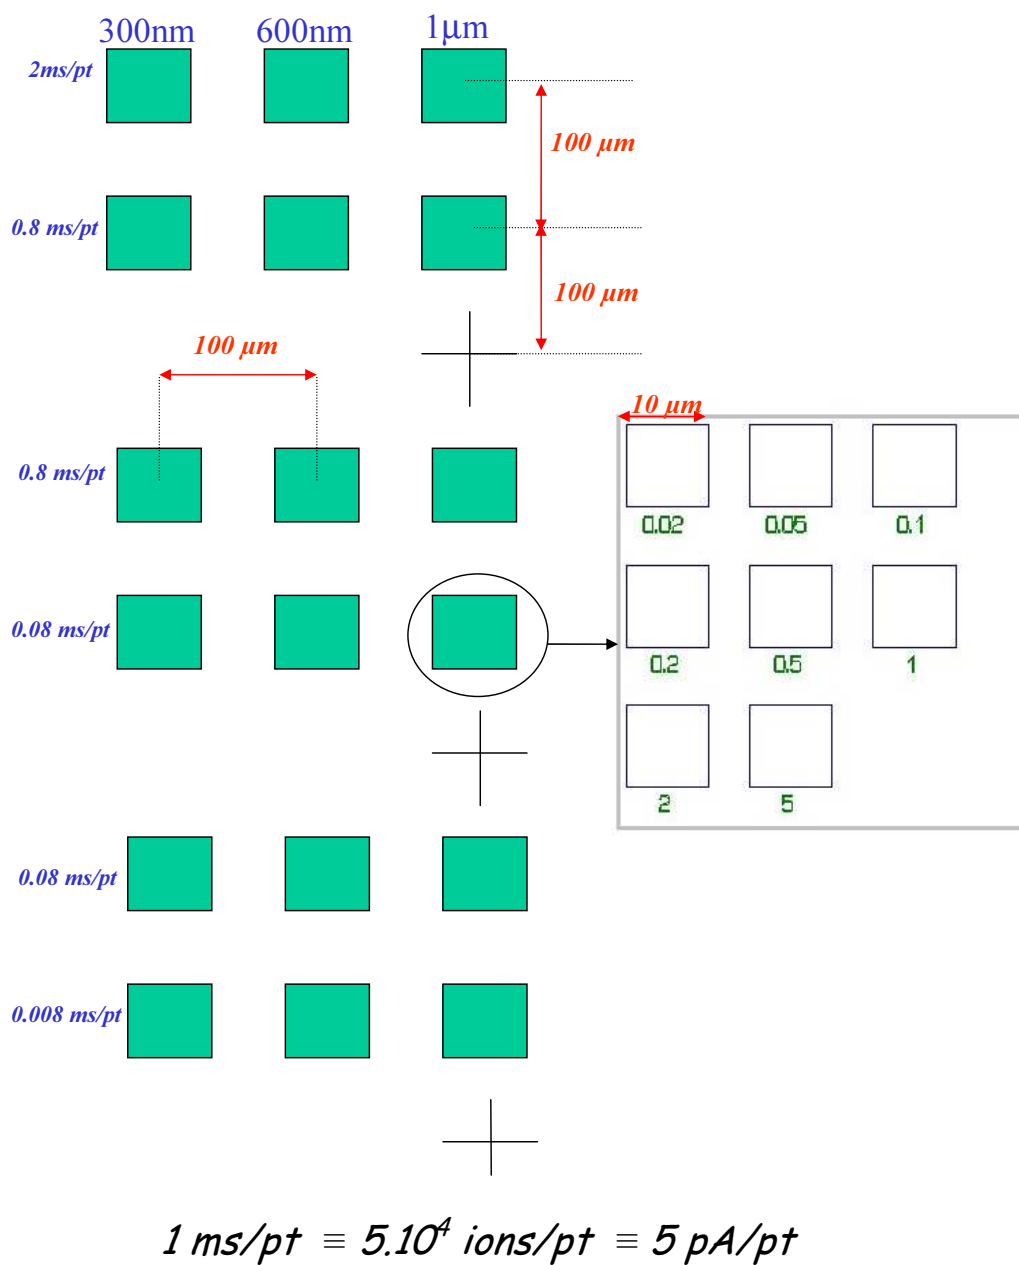 300nm 600nm 1μm
2ms/pt
100 μm
0.8 ms/pt
100 μm
100 μm
10 μm
0.8 ms/pt
0.02 0.05 0.1
0.08 ms/pt
0.2 0.5 1
2 5
0.08 ms/pt
0.008 ms/pt
1 ms/pt ≡ 5.10⁴ ions/pt ≡ 5 pA/pt